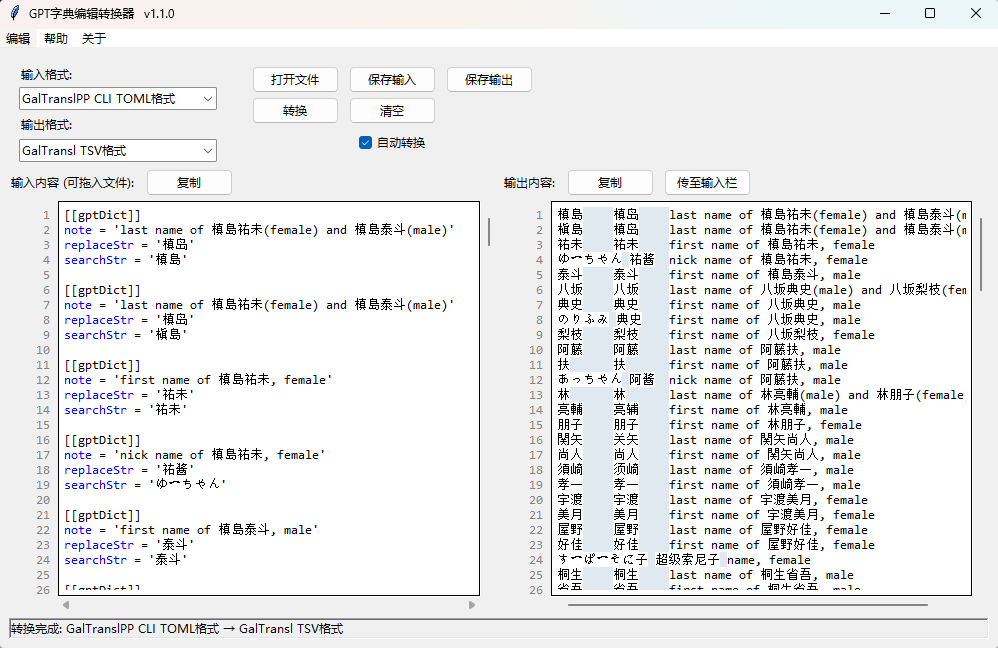 GPT字典编辑转换器 v1.1.0
编辑 帮助 关于
输入格式:
GalTranslPP CLI TOML格式
输出格式:
GalTransl TSV格式
打开文件 保存输入 保存输出
转换 清空
自动转换
输入内容 (可拖入文件): 复制
1 [[gptDict]]
2 note = 'last name of 槙島祐未(female) and 槙島泰斗(male)'
3 replaceStr = '槙岛'
4 searchStr = '槙島'
5
6 [[gptDict]]
7 note = 'last name of 槙島祐未(female) and 槙島泰斗(male)'
8 replaceStr = '槙岛'
9 searchStr = '槇島'
10
11 [[gptDict]]
12 note = 'first name of 槙島祐未, female'
13 replaceStr = '祐未'
14 searchStr = '祐未'
15
16 [[gptDict]]
17 note = 'nick name of 槙島祐未, female'
18 replaceStr = '祐酱'
19 searchStr = 'ゆーちゃん'
20
21 [[gptDict]]
22 note = 'first name of 槙島泰斗, male'
23 replaceStr = '泰斗'
24 searchStr = '泰斗'
25
26 [[gptDict]]
输出内容: 复制 传至输入栏
1 槙島 槙岛 last name of 槙島祐未(female) and 槙島泰斗(m
2 槇島 槙岛 last name of 槙島祐未(female) and 槙島泰斗(m
3 祐未 祐未 first name of 槙島祐未, female
4 ゆーちゃん 祐酱 nick name of 槙島祐未, female
5 泰斗 泰斗 first name of 槙島泰斗, male
6 八坂 八坂 last name of 八坂典史(male) and 八坂梨枝(fem
7 典史 典史 first name of 八坂典史, male
8 のりふみ 典史 first name of 八坂典史, male
9 梨枝 梨枝 first name of 八坂梨枝, female
10 阿藤 阿藤 last name of 阿藤扶, male
11 扶 扶 first name of 阿藤扶, male
12 あっちゃん 阿酱 nick name of 阿藤扶, male
13 林 林 last name of 林亮輔(male) and 林朋子(female
14 亮輔 亮辅 first name of 林亮輔, male
15 朋子 朋子 first name of 林朋子, female
16 関矢 关矢 last name of 関矢尚人, male
17 尚人 尚人 first name of 関矢尚人, male
18 須崎 须崎 last name of 須崎孝一, male
19 孝一 孝一 first name of 須崎孝一, male
20 宇渡 宇渡 last name of 宇渡美月, female
21 美月 美月 first name of 宇渡美月, female
22 屋野 屋野 last name of 屋野好佳, female
23 好佳 好佳 first name of 屋野好佳, female
24 すーぱーそに子 超级索尼子 name, female
25 桐生 桐生 last name of 桐生省吾, male
26 省吾 省吾 first name of 桐生省吾, male
转换完成: GalTranslPP CLI TOML格式 → GalTransl TSV格式